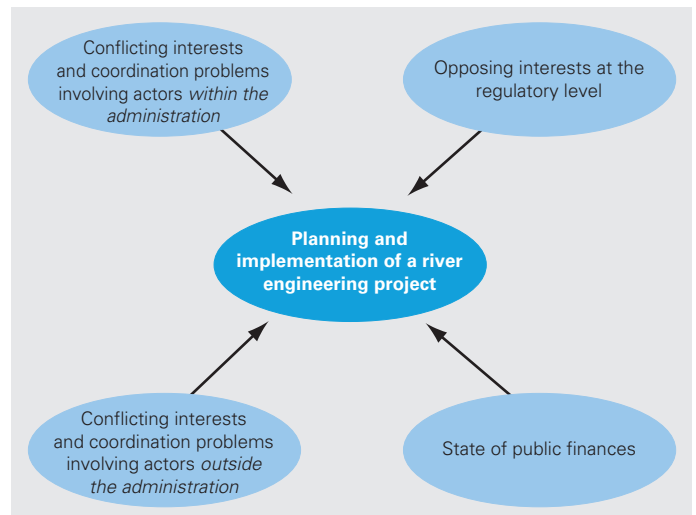 Conflicting interests
and coordination problems
involving actors within the
administration
Opposing interests at the
regulatory level
Planning and
implementation of a river
engineering project
Conflicting interests
and coordination problems
involving actors outside
the administration
State of public finances